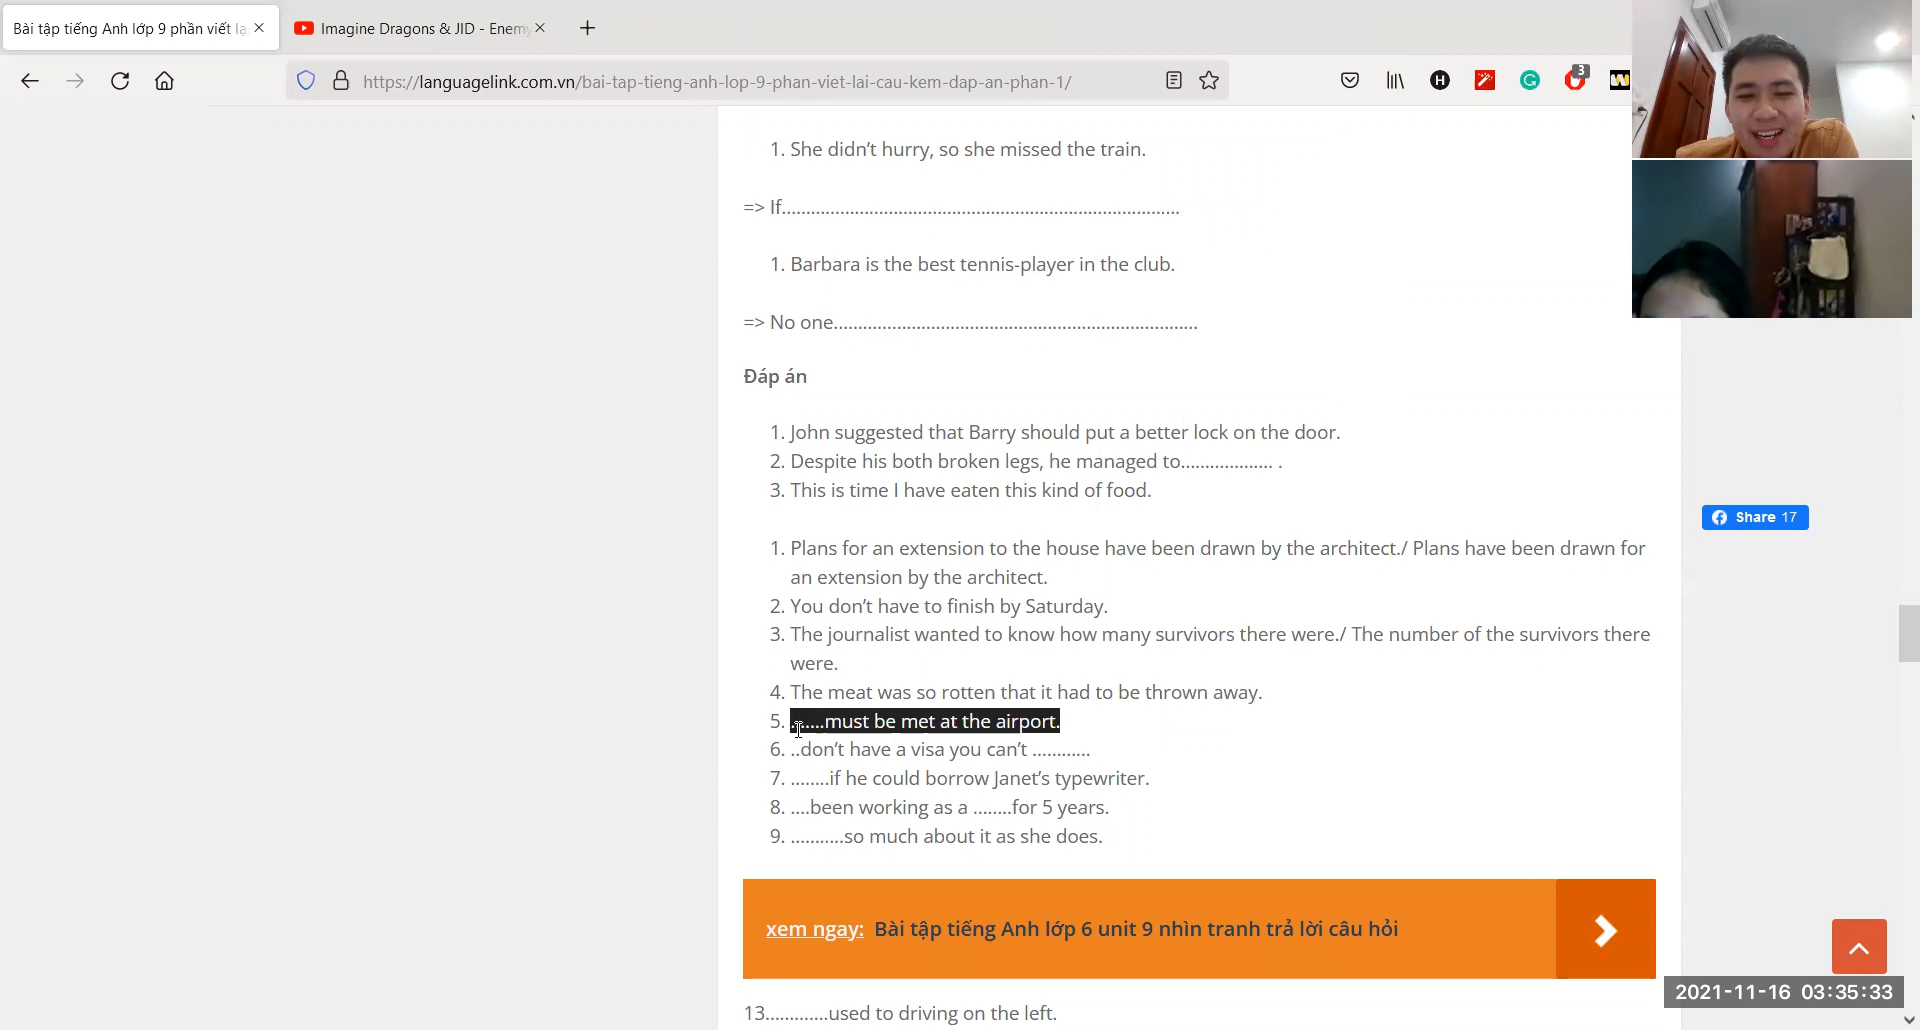 Bài tập tiếng Anh lớp 9 phần viết lạ
Imagine Dragons & JID - Enemy
https://languagelink.com.vn/bai-tap-tieng-anh-lop-9-phan-viet-lai-cau-kem-dap-an-phan-1/
3
1. She didn't hurry, so she missed the train.
=> If..................................................................................
1. Barbara is the best tennis-player in the club.
=> No one...........................................................................
Đáp án
1. John suggested that Barry should put a better lock on the door.
2. Despite his both broken legs, he managed to................... .
3. This is time I have eaten this kind of food.
1. Plans for an extension to the house have been drawn by the architect./ Plans have been drawn for
an extension by the architect.
2. You don't have to finish by Saturday.
3. The journalist wanted to know how many survivors there were./ The number of the survivors there
were.
4. The meat was so rotten that it had to be thrown away.
5. .......must be met at the airport.
6. ..don't have a visa you can't ............
7. ........if he could borrow Janet's typewriter.
8. ....been working as a ........for 5 years.
9. ...........so much about it as she does.
Share 17
xem ngay: Bài tập tiếng Anh lớp 6 unit 9 nhìn tranh trả lời câu hỏi
2021-11-16 03:35:33
13.............used to driving on the left.